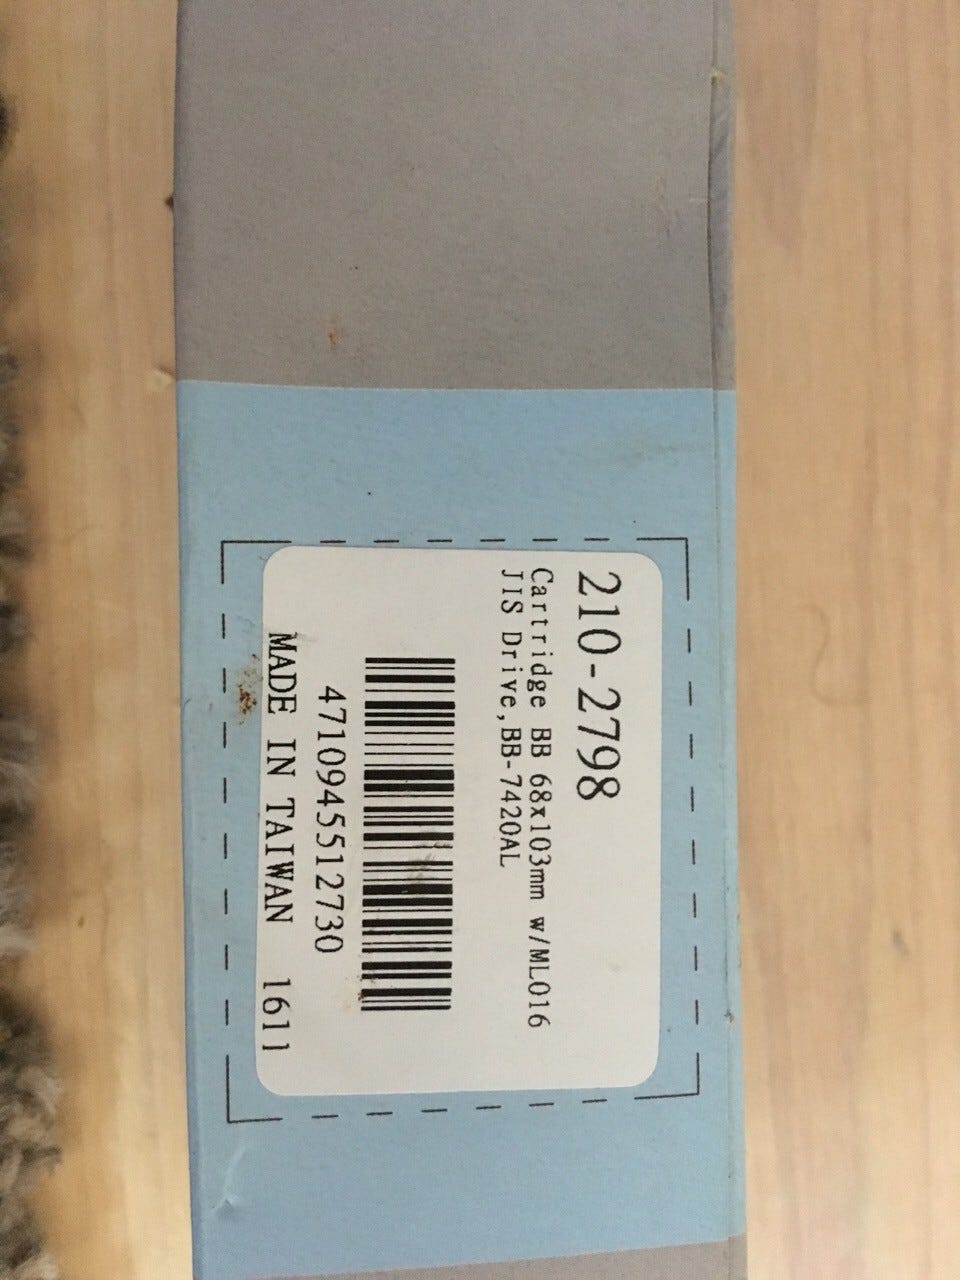 210-2798
Cartridge BB 68x103mm w/ML016
JIS Drive,BB-7420AL
4710945512730
MADE IN TAIWAN 1611